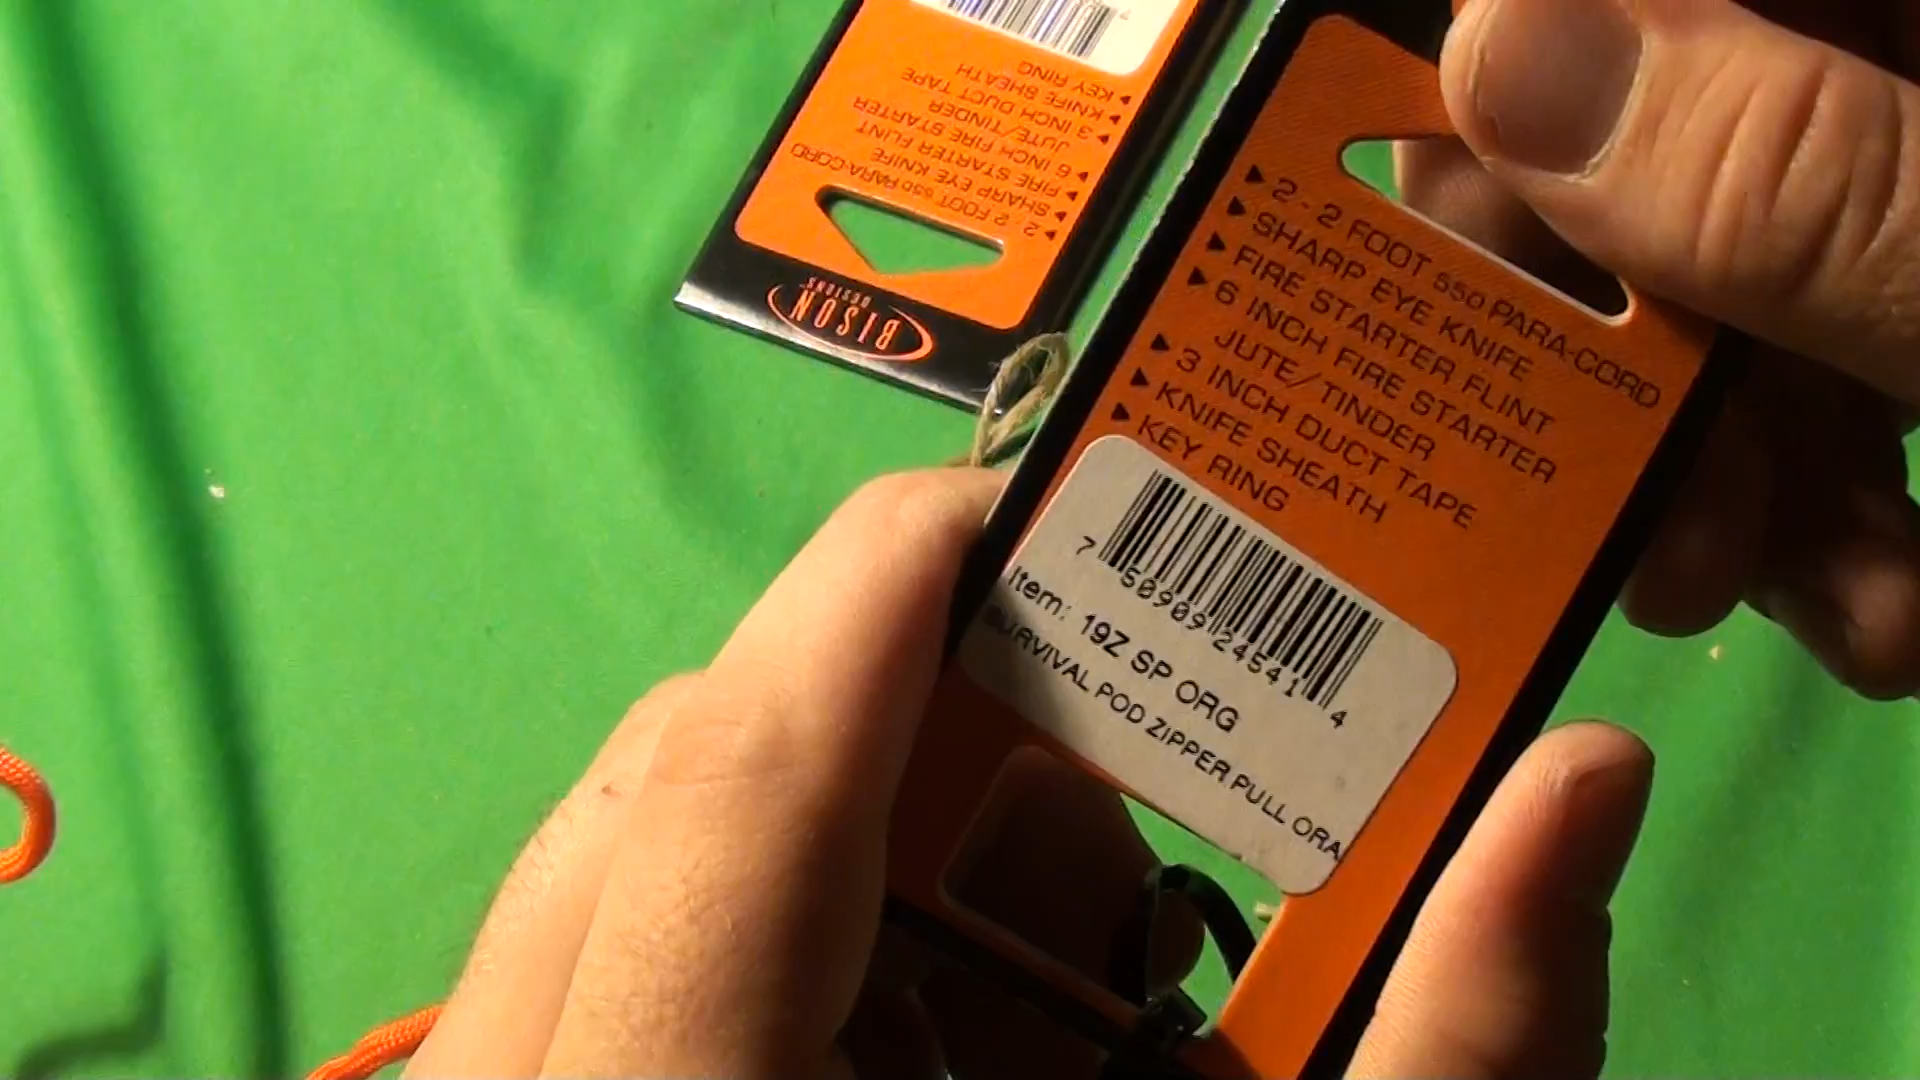 KEY RING
KNIFE SHEATH
3 INCH DUCT TAPE
JUTE/TINDER
6 INCH FIRE STARTER
FIRE STARTER FLINT
SHARP EYE KNIFE
2 FOOT 550 PARA-CORD
BISON
DESIGNS
2 - 2 FOOT 550 PARA-CORD
SHARP EYE KNIFE
FIRE STARTER FLINT
6 INCH FIRE STARTER
JUTE/TINDER
3 INCH DUCT TAPE
KNIFE SHEATH
KEY RING
7 50909 24541 4
Item: 19Z SP ORG
SURVIVAL POD ZIPPER PULL ORA